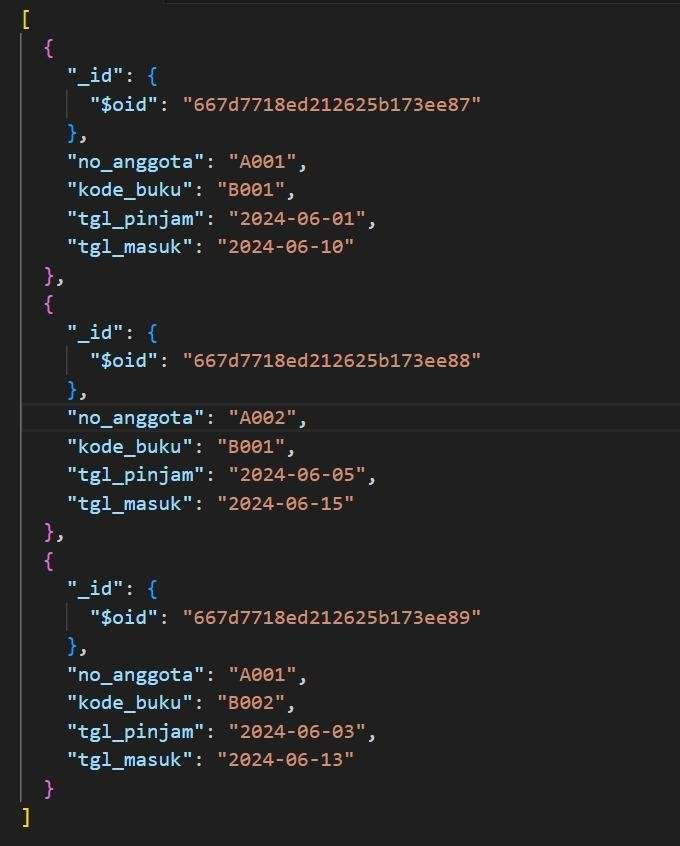 [
{
"_id": {
"$oid": "667d7718ed212625b173ee87"
},
"no_anggota": "A001",
"kode_buku": "B001",
"tgl_pinjam": "2024-06-01",
"tgl_masuk": "2024-06-10"
},
{
"_id": {
"$oid": "667d7718ed212625b173ee88"
},
"no_anggota": "A002",
"kode_buku": "B001",
"tgl_pinjam": "2024-06-05",
"tgl_masuk": "2024-06-15"
},
{
"_id": {
"$oid": "667d7718ed212625b173ee89"
},
"no_anggota": "A001",
"kode_buku": "B002",
"tgl_pinjam": "2024-06-03",
"tgl_masuk": "2024-06-13"
}
]